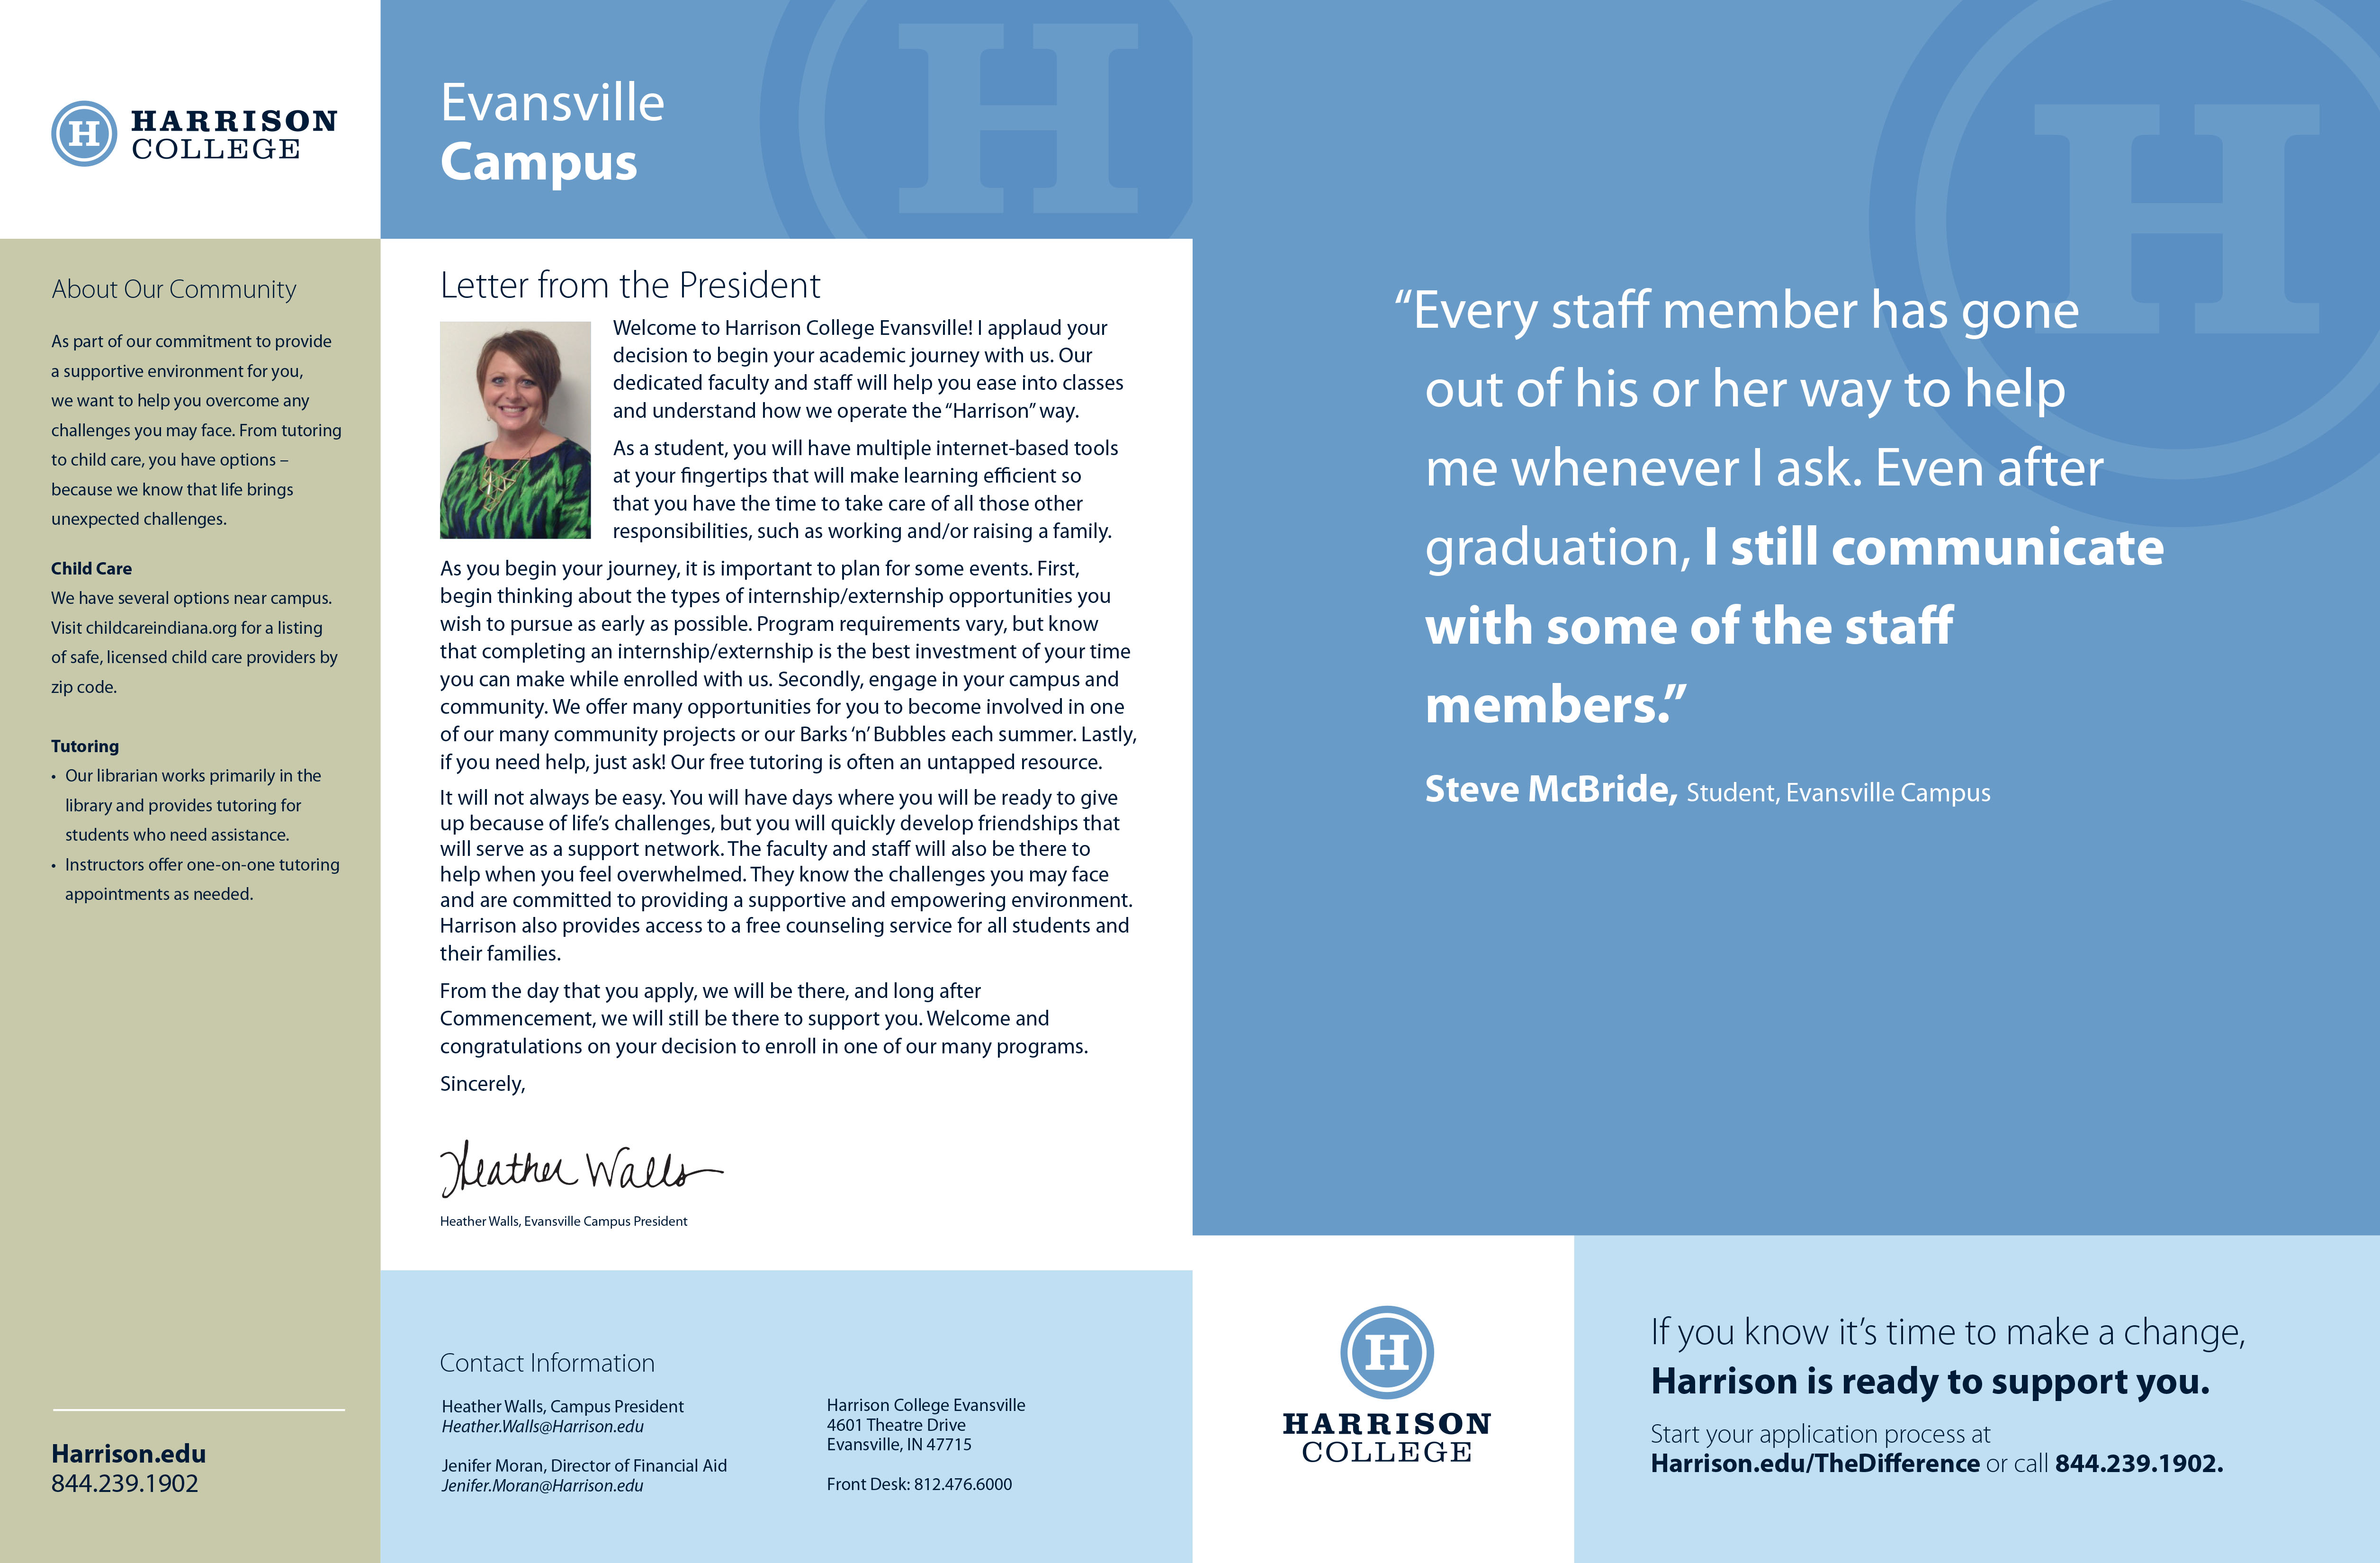 HARRISON
COLLEGE
Evansville
Campus
About Our Community
As part of our commitment to provide
a supportive environment for you,
we want to help you overcome any
challenges you may face. From tutoring
to child care, you have options –
because we know that life brings
unexpected challenges.
Child Care
We have several options near campus.
Visit childcareindiana.org for a listing
of safe, licensed child care providers by
zip code.
Tutoring
• Our librarian works primarily in the
library and provides tutoring for
students who need assistance.
• Instructors offer one-on-one tutoring
appointments as needed.
Harrison.edu
844.239.1902
Letter from the President
Welcome to Harrison College Evansville! I applaud your
decision to begin your academic journey with us. Our
dedicated faculty and staff will help you ease into classes
and understand how we operate the “Harrison” way.
As a student, you will have multiple internet-based tools
at your fingertips that will make learning efficient so
that you have the time to take care of all those other
responsibilities, such as working and/or raising a family.
As you begin your journey, it is important to plan for some events. First,
begin thinking about the types of internship/externship opportunities you
wish to pursue as early as possible. Program requirements vary, but know
that completing an internship/externship is the best investment of your time
you can make while enrolled with us. Secondly, engage in your campus and
community. We offer many opportunities for you to become involved in one
of our many community projects or our Barks ‘n’ Bubbles each summer. Lastly,
if you need help, just ask! Our free tutoring is often an untapped resource.
It will not always be easy. You will have days where you will be ready to give
up because of life’s challenges, but you will quickly develop friendships that
will serve as a support network. The faculty and staff will also be there to
help when you feel overwhelmed. They know the challenges you may face
and are committed to providing a supportive and empowering environment.
Harrison also provides access to a free counseling service for all students and
their families.
From the day that you apply, we will be there, and long after
Commencement, we will still be there to support you. Welcome and
congratulations on your decision to enroll in one of our many programs.
Sincerely,
Heather Walls
Heather Walls, Evansville Campus President
Contact Information
Heather Walls, Campus President
Heather.Walls@Harrison.edu
Jenifer Moran, Director of Financial Aid
Jenifer.Moran@Harrison.edu
Harrison College Evansville
4601 Theatre Drive
Evansville, IN 47715
Front Desk: 812.476.6000
H
H
H
“Every staff member has gone
out of his or her way to help
me whenever I ask. Even after
graduation, I still communicate
with some of the staff
members.”
Steve McBride, Student, Evansville Campus
H
HARRISON
COLLEGE
If you know it’s time to make a change,
Harrison is ready to support you.
Start your application process at
Harrison.edu/TheDifference or call 844.239.1902.